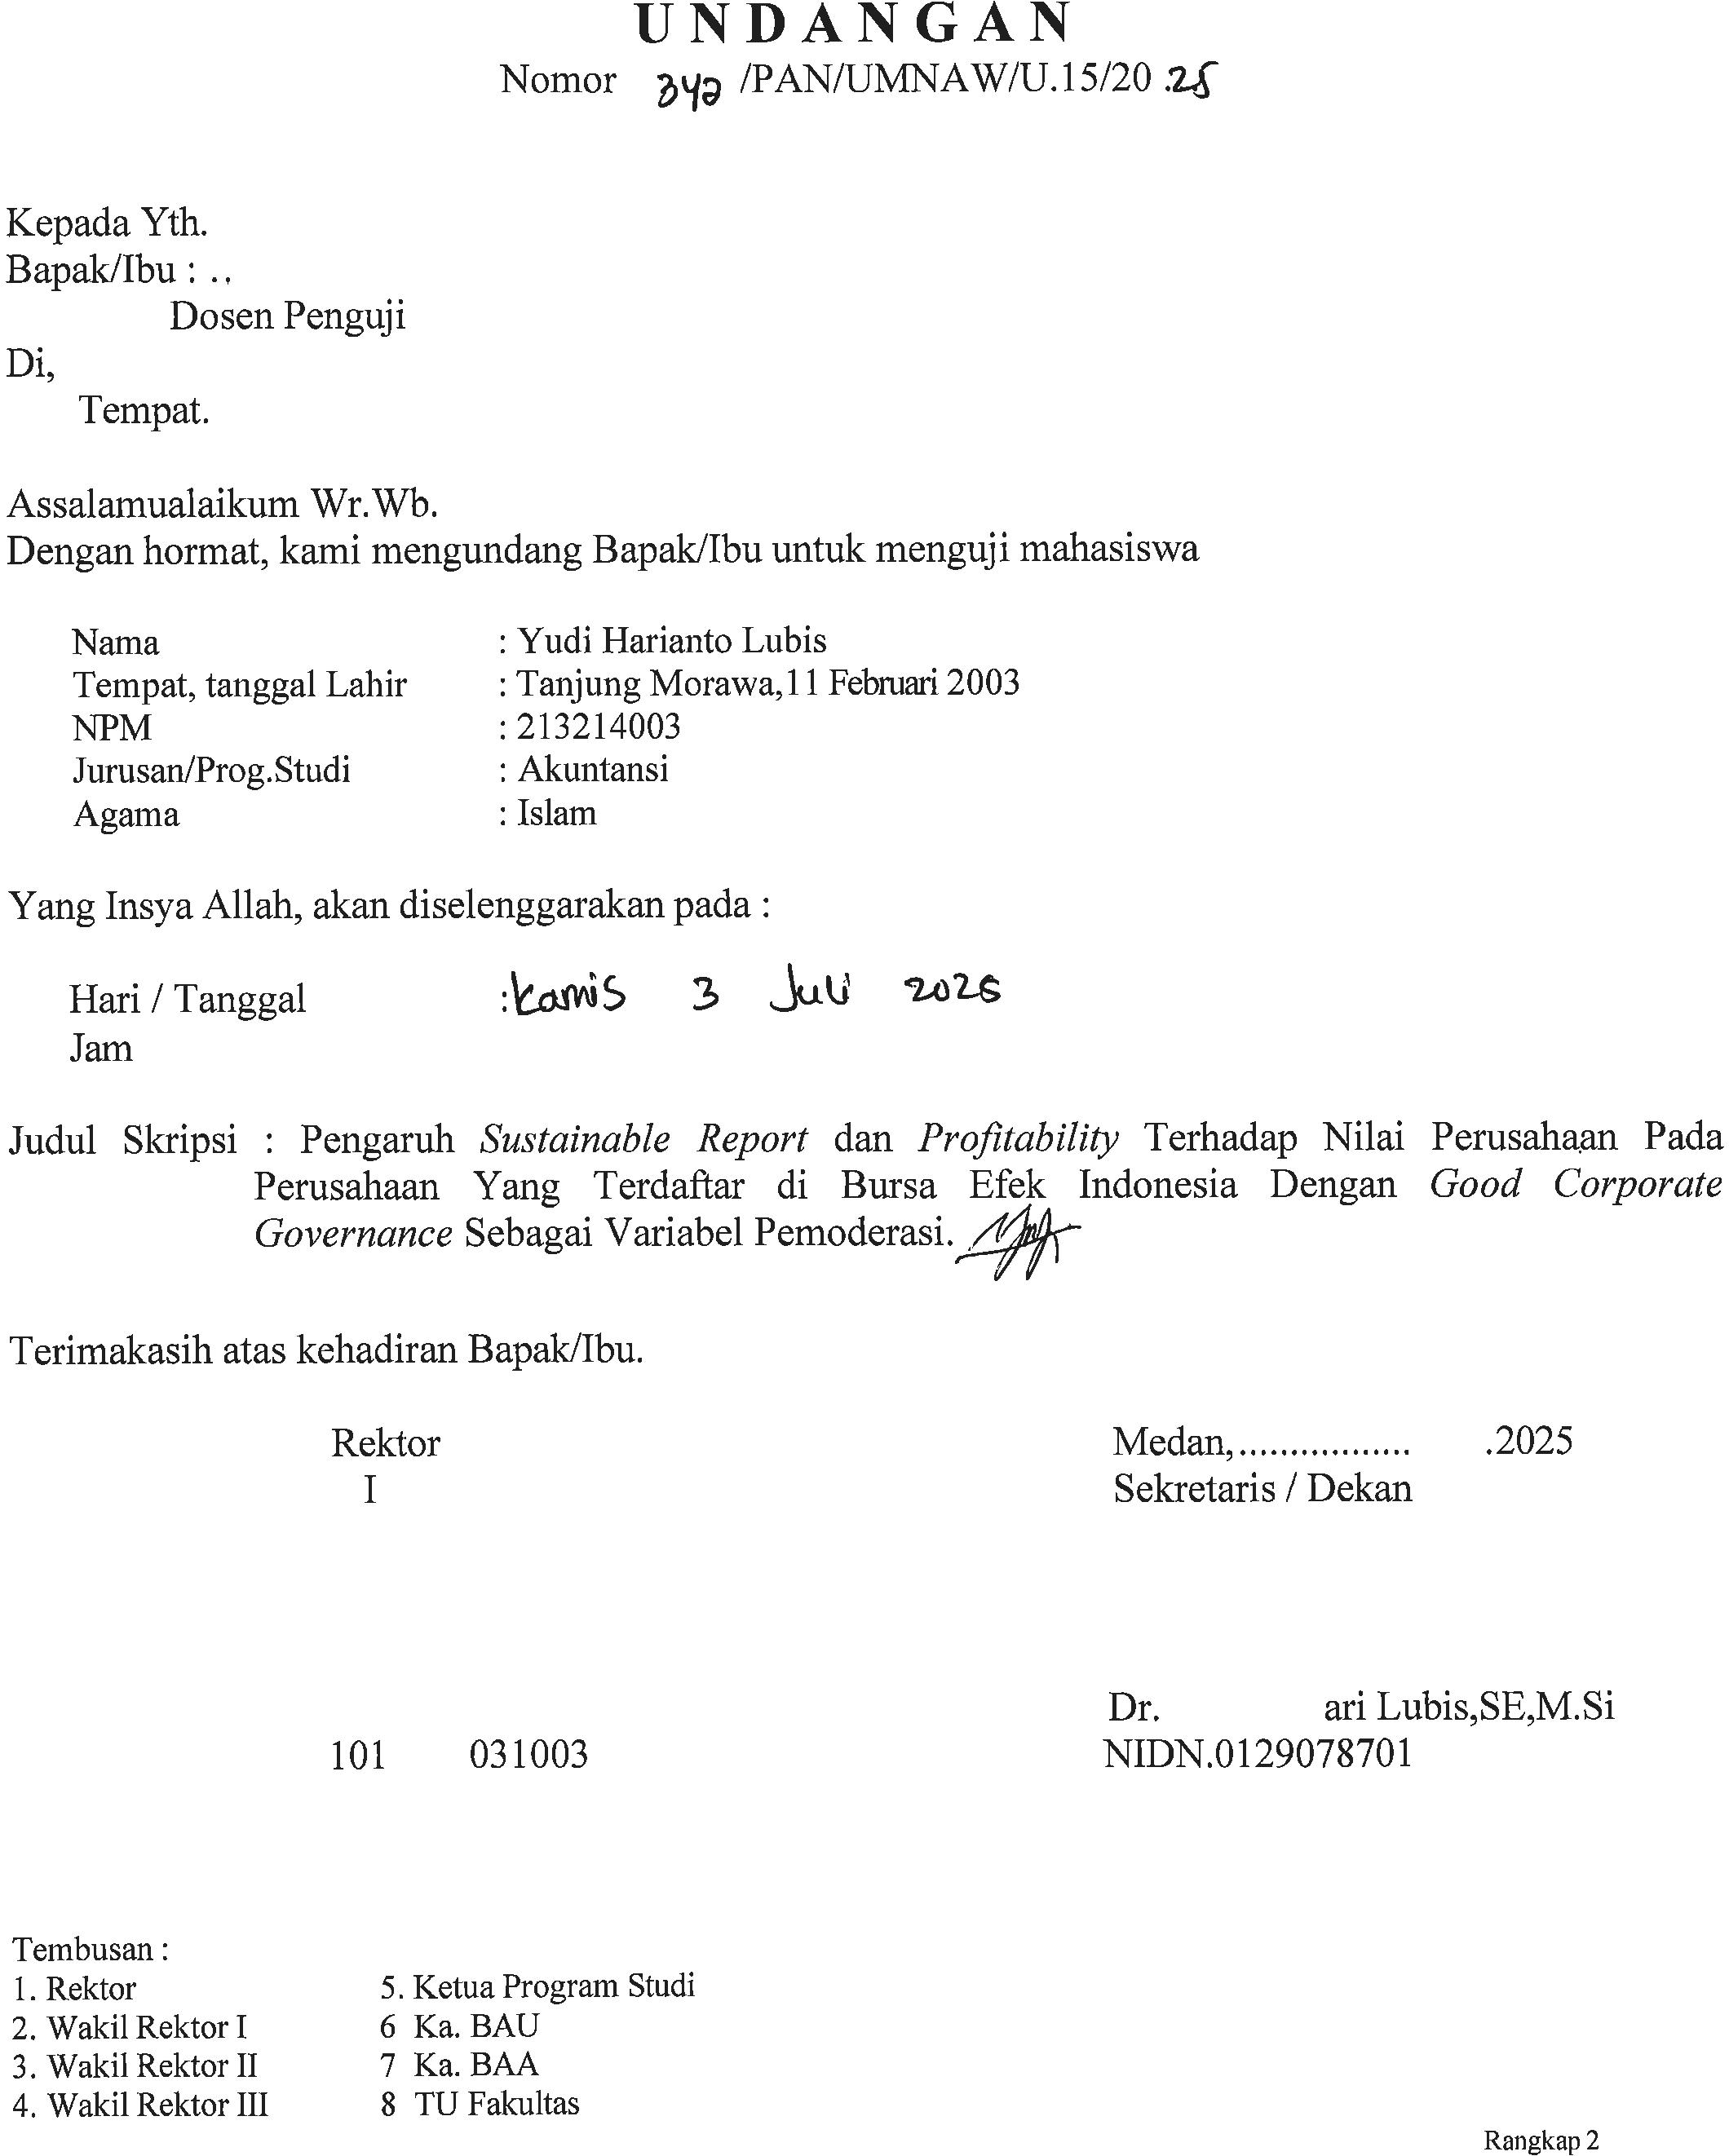 U N D A N G A N
Nomor 342 /PAN/UMNAW/U.15/20 .25
Kepada Yth.
Bapak/Ibu : ..
Dosen Penguji
Di,
Tempat.
Assalamualaikum Wr.Wb.
Dengan hormat, kami mengundang Bapak/Ibu untuk menguji mahasiswa
Nama : Yudi Harianto Lubis
Tempat, tanggal Lahir : Tanjung Morawa,11 Februari 2003
NPM : 213214003
Jurusan/Prog.Studi : Akuntansi
Agama : Islam
Yang Insya Allah, akan diselenggarakan pada :
Hari / Tanggal : Kamis 3 Juli 2025
Jam
Judul Skripsi : Pengaruh Sustainable Report dan Profitability Terhadap Nilai Perusahaan Pada
Perusahaan Yang Terdaftar di Bursa Efek Indonesia Dengan Good Corporate
Governance Sebagai Variabel Pemoderasi.
Terimakasih atas kehadiran Bapak/Ibu.
Rektor Medan,................. .2025
I Sekretaris / Dekan
Dr. ari Lubis,SE,M.Si
101 031003 NIDN.0129078701
Tembusan :
1. Rektor 5. Ketua Program Studi
2. Wakil Rektor I 6 Ka. BAU
3. Wakil Rektor II 7 Ka. BAA
4. Wakil Rektor III 8 TU Fakultas
Rangkap 2